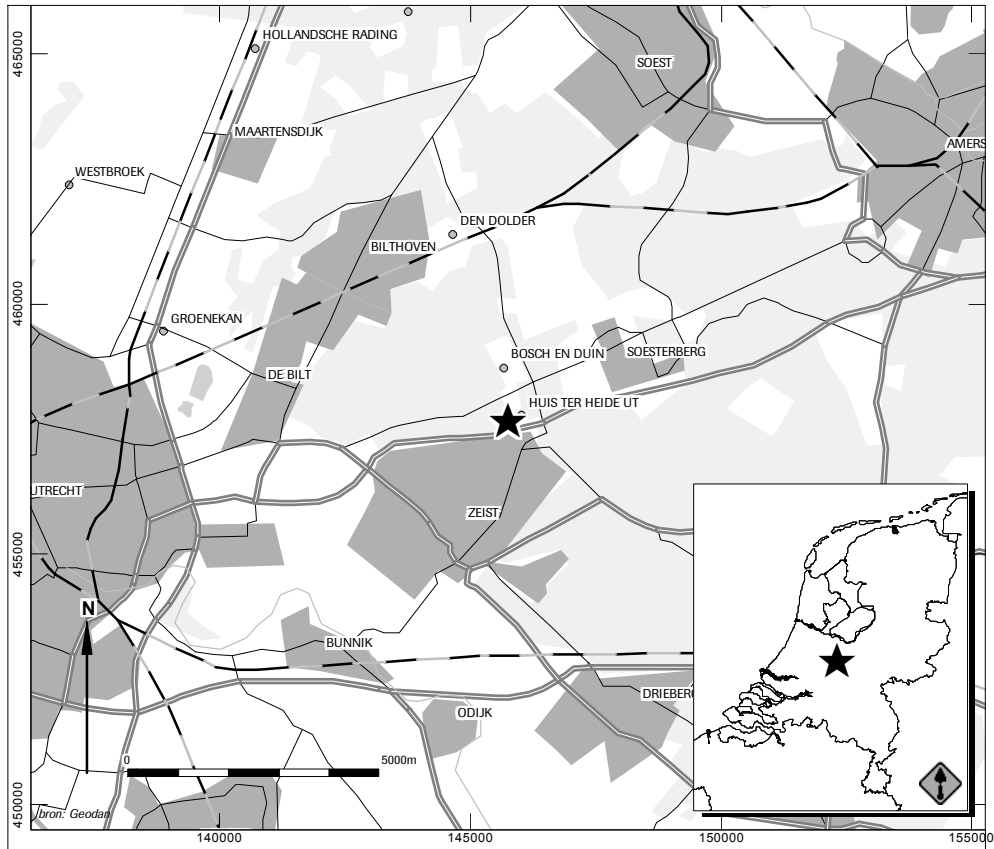 HOLLANDSCHE RADING
465000
SOEST
MAARTENSDIJK
AMERS
WESTBROEK
DEN DOLDER
BILTHOVEN
460000
GROENEKAN
BOSCH EN DUIN
SOESTERBERG
DE BILT
HUIS TER HEIDE UT
UTRECHT
ZEIST
455000
N
BUNNIK
DRIEBERG
ODIJK
0
5000m
450000
bron: Geodan
140000
145000
150000
155000